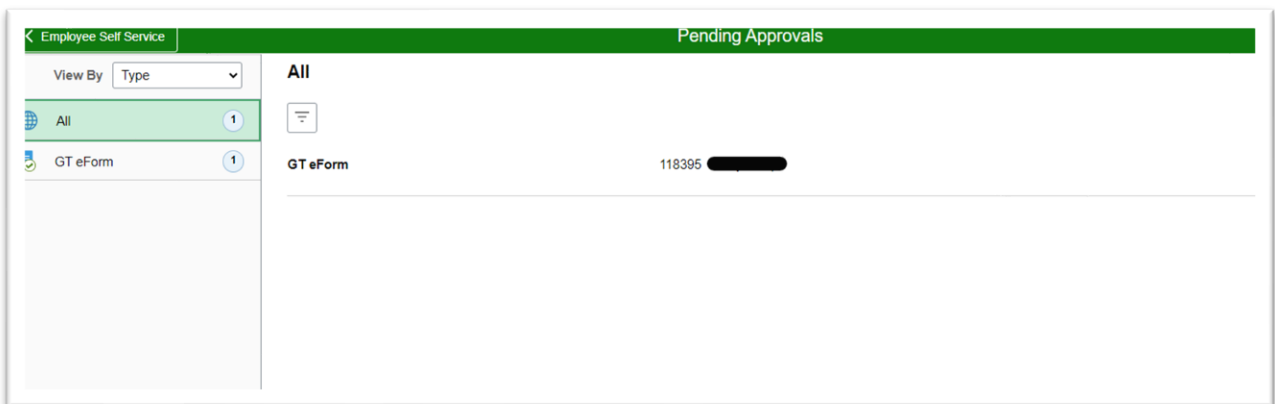 Employee Self Service
Pending Approvals
View By Type
All 1
GT eForm 1
All
GT eForm 118395